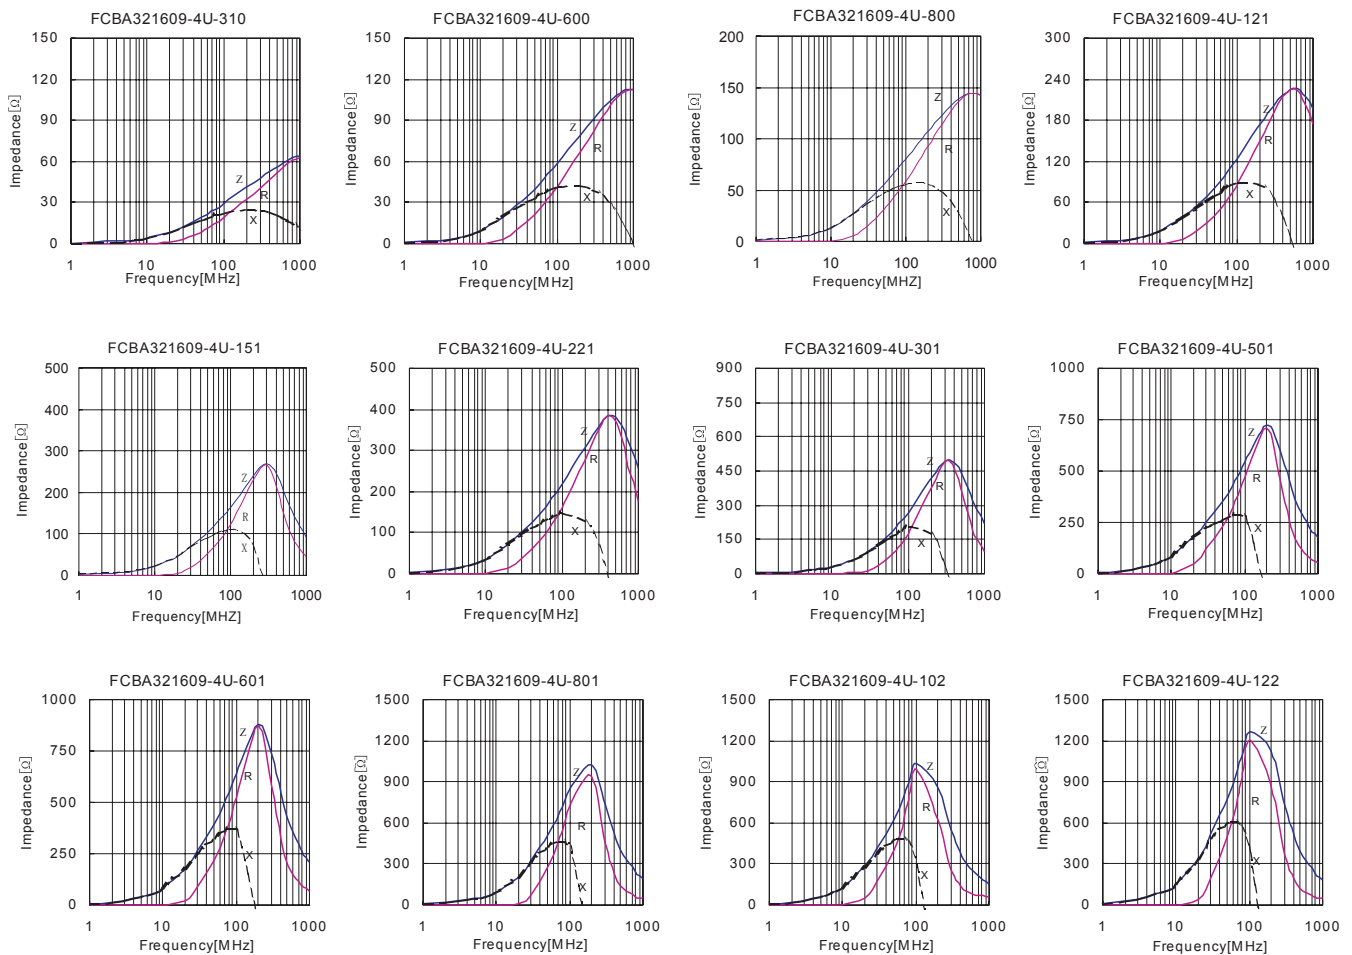 FCBA321609-4U-310
Impedance[Ω]
150
120
90
60
30
0
Z
R
X
1 10 100 1000
Frequency[MHz]
FCBA321609-4U-600
Impedance[Ω]
150
120
90
60
30
0
Z
R
X
1 10 100 1000
Frequency[MHz]
FCBA321609-4U-800
Impedance[Ω]
200
150
100
50
0
Z
R
X
1 10 100 1000
Frequency[MHZ]
FCBA321609-4U-121
Impedance[Ω]
300
240
180
120
60
0
Z
R
X
1 10 100 1000
Frequency[MHz]
FCBA321609-4U-151
Impedance[Ω]
500
400
300
200
100
0
Z
R
X
1 10 100 1000
Frequency[MHZ]
FCBA321609-4U-221
Impedance[Ω]
500
400
300
200
100
0
Z
R
X
1 10 100 1000
Frequency[MHz]
FCBA321609-4U-301
Impedance[Ω]
900
750
600
450
300
150
0
Z
R
X
1 10 100 1000
Frequency[MHz]
FCBA321609-4U-501
Impedance[Ω]
1000
750
500
250
0
Z
R
X
1 10 100 1000
Frequency[MHz]
FCBA321609-4U-601
Impedance[Ω]
1000
750
500
250
0
Z
R
X
1 10 100 1000
Frequency[MHz]
FCBA321609-4U-801
Impedance[Ω]
1500
1200
900
600
300
0
Z
R
X
1 10 100 1000
Frequency[MHz]
FCBA321609-4U-102
Impedance[Ω]
1500
1200
900
600
300
0
Z
R
X
1 10 100 1000
Frequency[MHz]
FCBA321609-4U-122
Impedance[Ω]
1500
1200
900
600
300
0
Z
R
X
1 10 100 1000
Frequency[MHz]